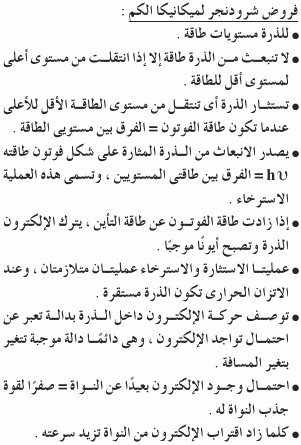 فروض شرودنجر لميكانيكا الكم :
● للذرة مستويات طاقة .
● لا تنبعث من الذرة طاقة إلا إذا انتقلت من مستوى أعلى
لمستوى أقل للطاقة .
● تستثار الذرة أى تنتقل من مستوى الطاقة الأقل للأعلى
عندما تكون طاقة الفوتون = الفرق بين مستويى الطاقة .
● يصدر الانبعاث من الذرة المثارة على شكل فوتون طاقته
hυ = الفرق بين طاقتى المستويين ، وتسمى هذه العملية
الاسترخاء .
● إذا زادت طاقة الفوتون عن طاقة التأين ، يترك الإلكترون
الذرة وتصبح أيونًا موجبًا .
● عمليتا الاستثارة والاسترخاء عمليتان متلازمتان ، وعند
الاتزان الحرارى تكون الذرة مستقرة .
● توصف حركة الإلكترون داخل الذرة بدالة تعبر عن
احتمال تواجد الإلكترون ، وهى دائمًا دالة موجبة تتغير
بتغير المسافة .
● احتمال وجود الإلكترون بعيدًا عن النواة = صفرًا لقوة
جذب النواة له .
● كلما زاد اقتراب الإلكترون من النواة تزيد سرعته .